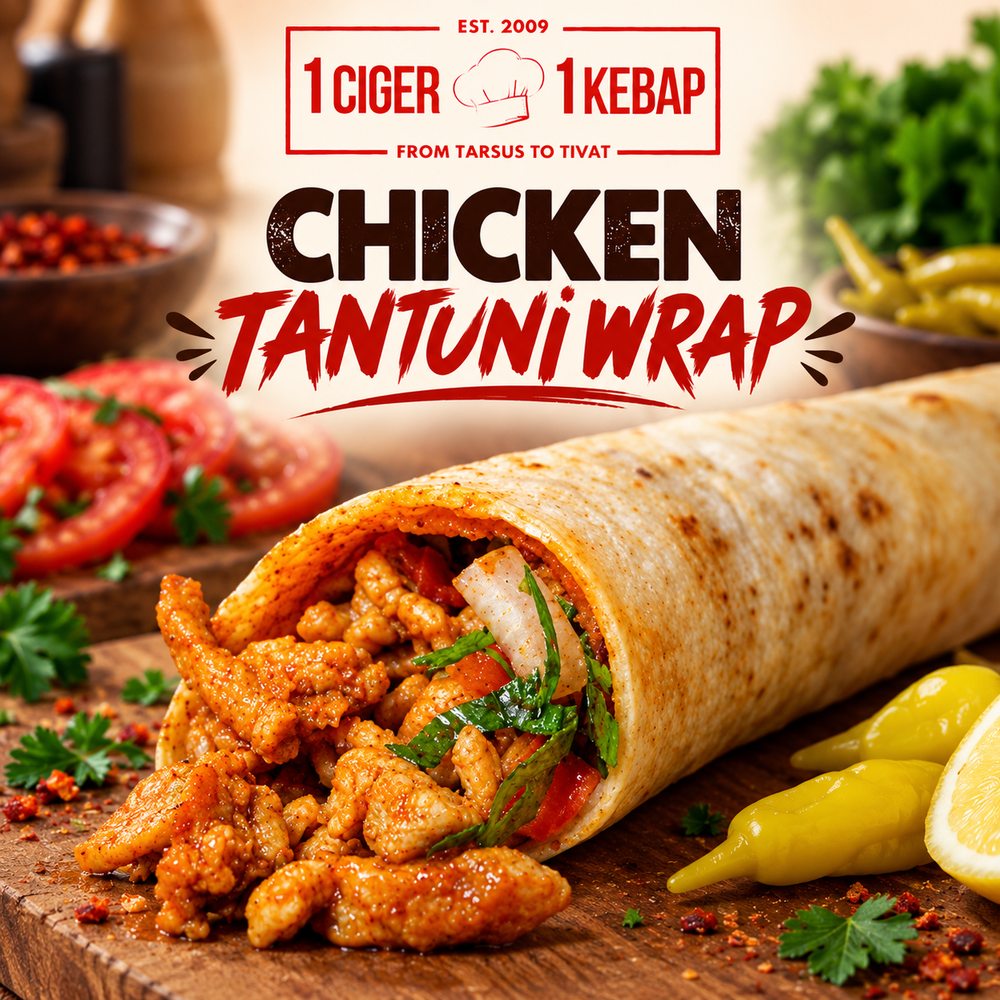 EST. 2009
1 CIGER 1 KEBAP
FROM TARSUS TO TIVAT
CHICKEN
TANTUNI WRAP